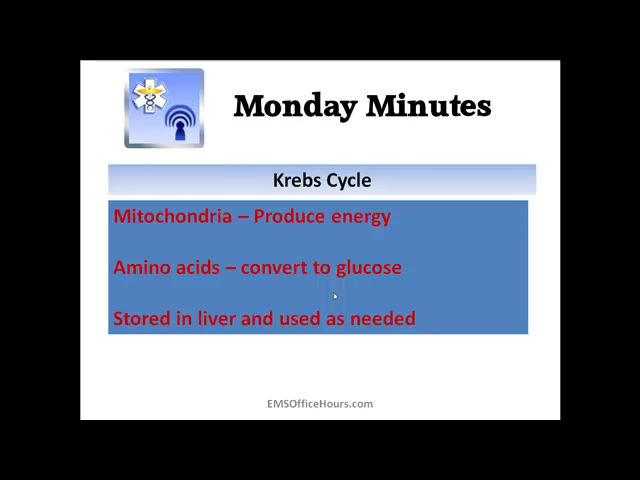 Monday Minutes
Krebs Cycle
Mitochondria – Produce energy
Amino acids – convert to glucose
Stored in liver and used as needed
EMSOfficeHours.com